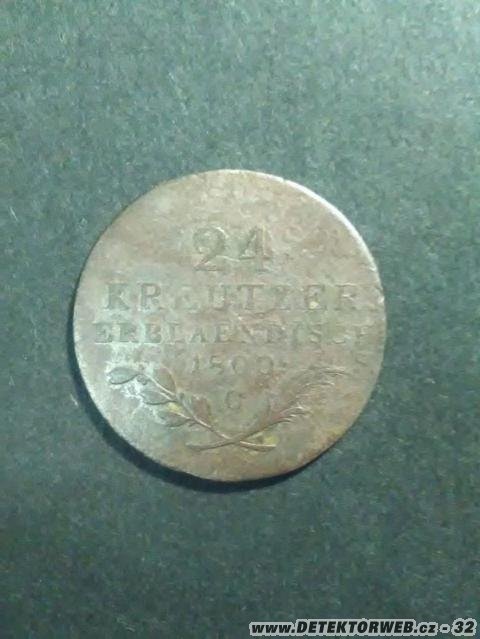 24
KREUTZER
ERBLAENDISCH
1800
C
www.DETEKTORWEB.cz - 32